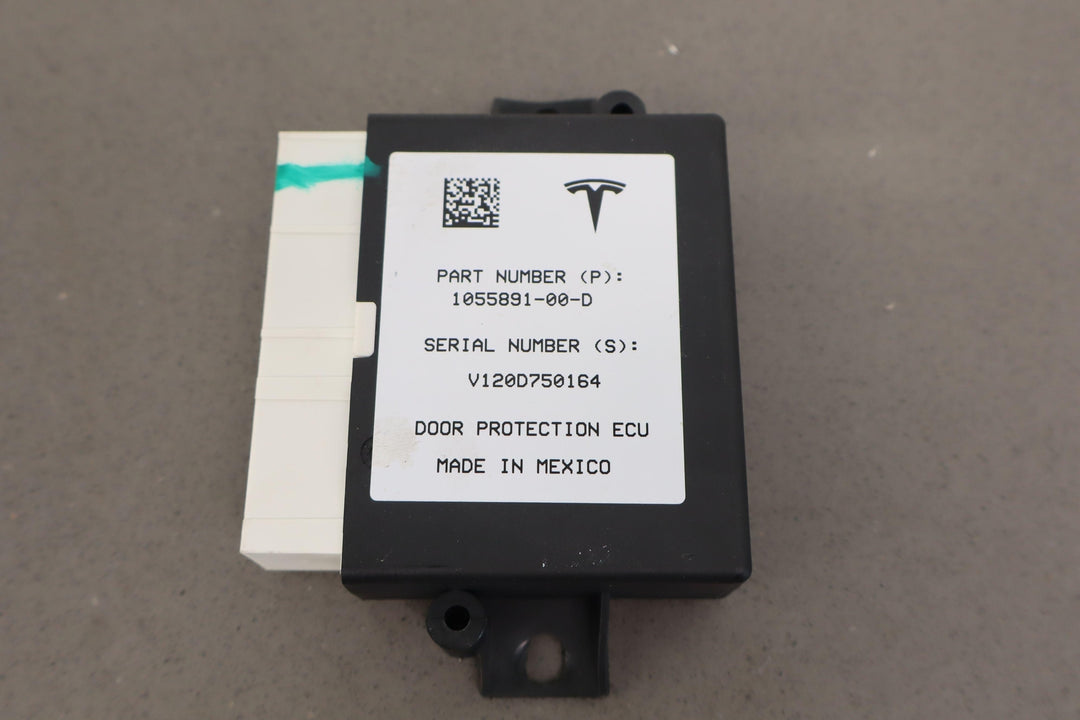 PART NUMBER (P):
1055891-00-D
SERIAL NUMBER (S):
V120D750164
DOOR PROTECTION ECU
MADE IN MEXICO